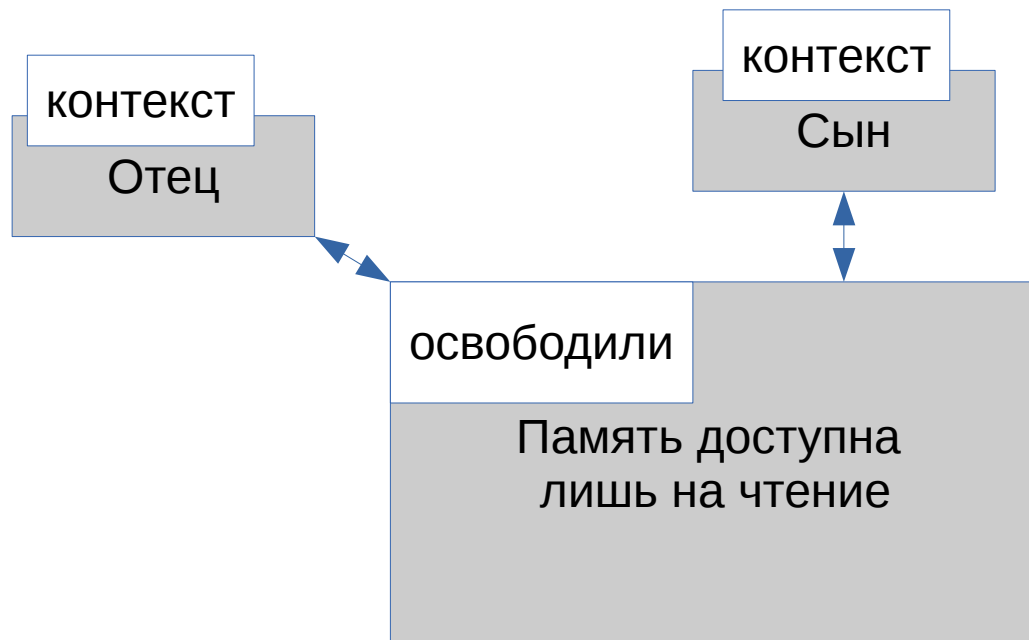 контекст
Отец
контекст
Сын
освободили
Память доступна
лишь на чтение